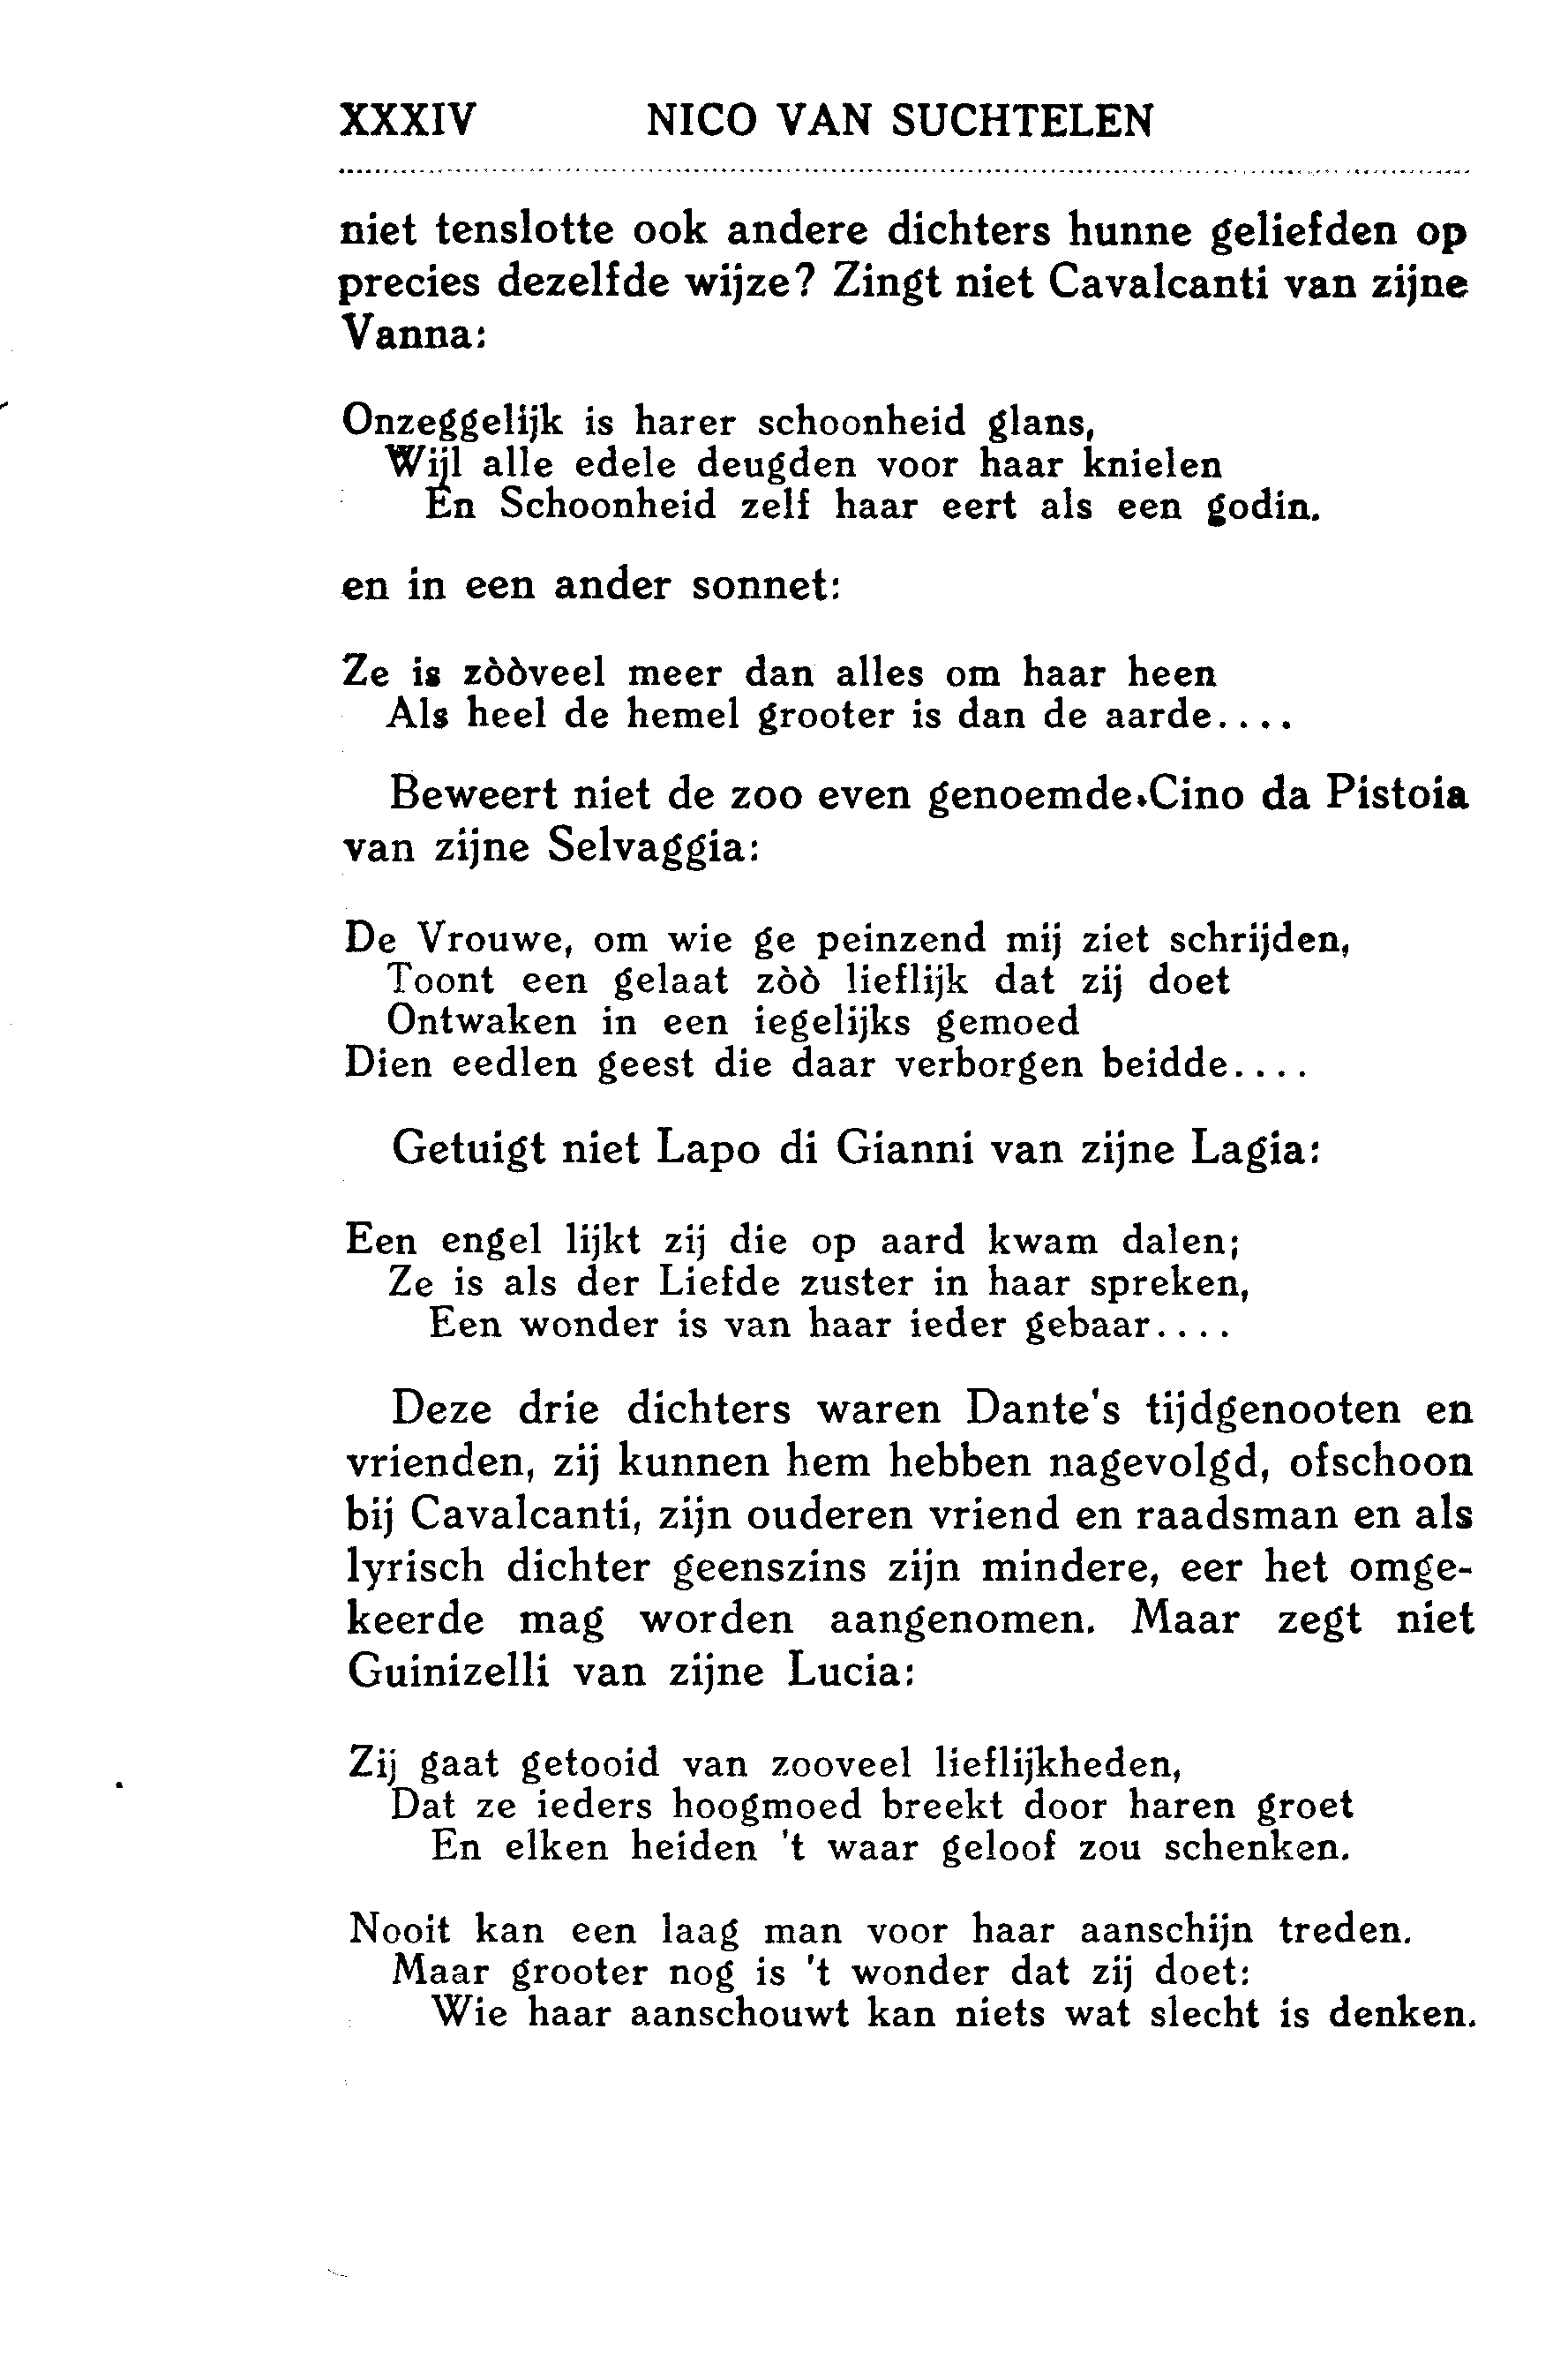 XXXIV NICO VAN SUCHTELEN
niet tenslotte ook andere dichters hunne geliefden op
precies dezelfde wijze? Zingt niet Cavalcanti van zijne
Vanna:
Onzeggelijk is harer schoonheid glans,
Wijl alle edele deugden voor haar knielen
En Schoonheid zelf haar eert als een godin.
en in een ander sonnet:
Ze is zòòveel meer dan alles om haar heen
Als heel de hemel grooter is dan de aarde....
Beweert niet de zoo even genoemde Cino da Pistoia
van zijne Selvaggia:
De Vrouwe, om wie ge peinzend mij ziet schrijden,
Toont een gelaat zòò lieflijk dat zij doet
Ontwaken in een iegelijks gemoed
Dien eedlen geest die daar verborgen beidde....
Getuigt niet Lapo di Gianni van zijne Lagia:
Een engel lijkt zij die op aard kwam dalen;
Ze is als der Liefde zuster in haar spreken,
Een wonder is van haar ieder gebaar....
Deze drie dichters waren Dante's tijdgenooten en
vrienden, zij kunnen hem hebben nagevolgd, ofschoon
bij Cavalcanti, zijn ouderen vriend en raadsman en als
lyrisch dichter geenszins zijn mindere, eer het omge-
keerde mag worden aangenomen. Maar zegt niet
Guinizelli van zijne Lucia:
Zij gaat getooid van zooveel lieflijkheden,
Dat ze ieders hoogmoed breekt door haren groet
En elken heiden 't waar geloof zou schenken.
Nooit kan een laag man voor haar aanschijn treden.
Maar grooter nog is 't wonder dat zij doet:
Wie haar aanschouwt kan niets wat slecht is denken.